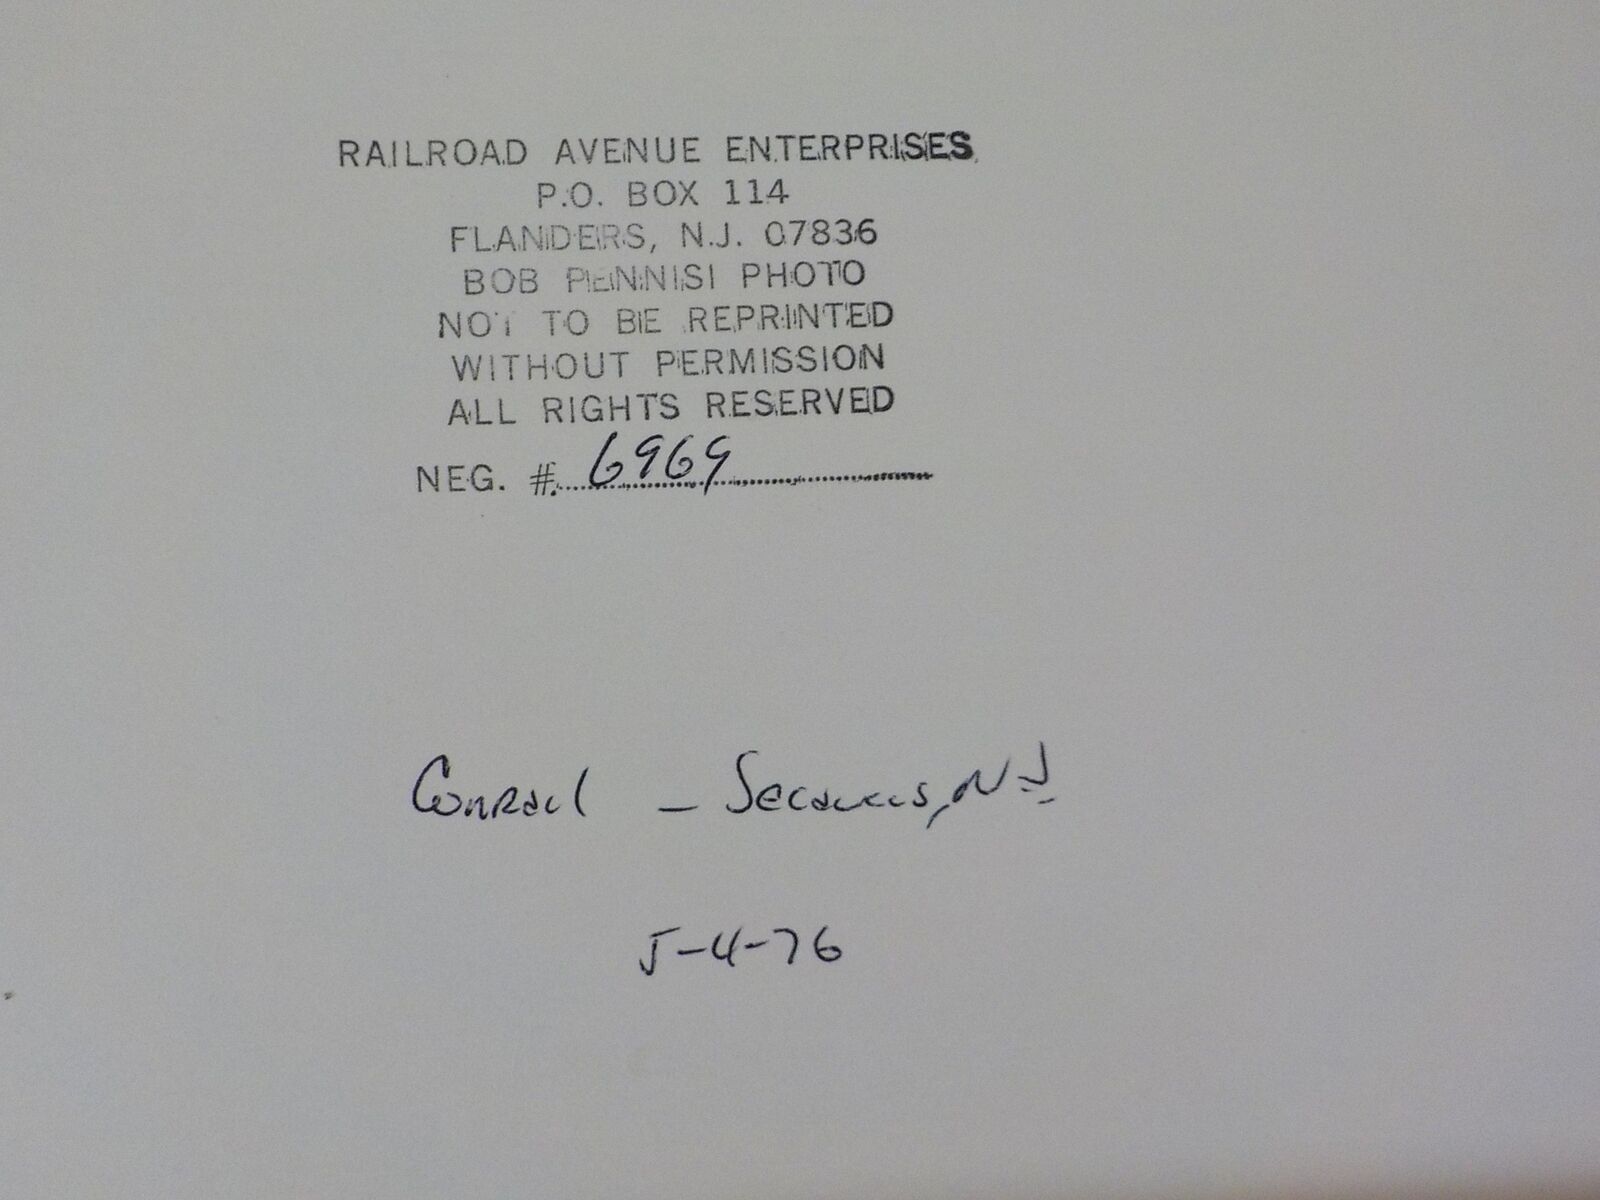 RAILROAD AVENUE ENTERPRISES
P.O. BOX 114
FLANDERS, N.J. 07836
BOB PENNISI PHOTO
NOT TO BE REPRINTED
WITHOUT PERMISSION
ALL RIGHTS RESERVED
NEG. # 6969
Conrail - Secaucus, N.J
5-4-76